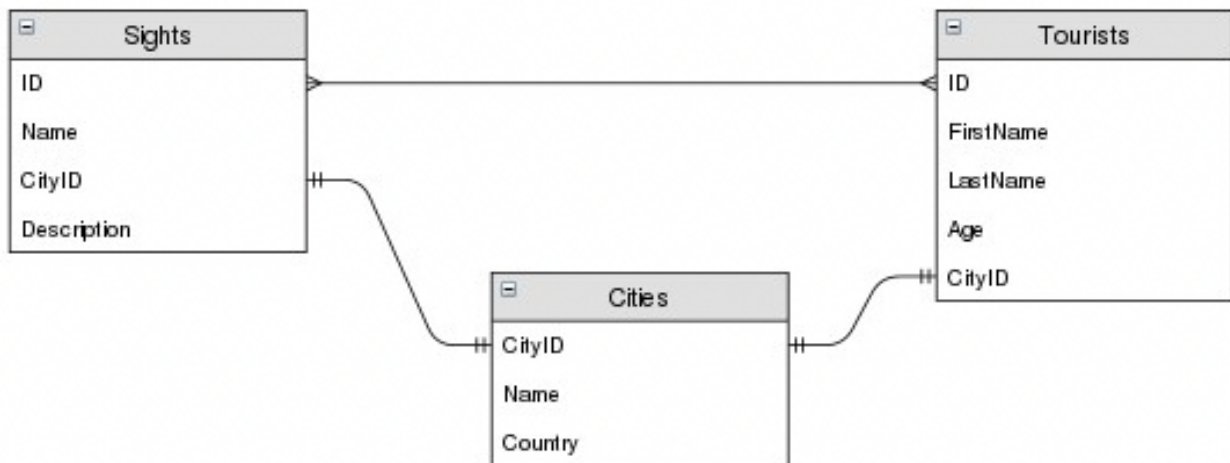 Sights
ID
Name
CityID
Description
Tourists
ID
FirstName
LastName
Age
CityID
Cities
CityID
Name
Country